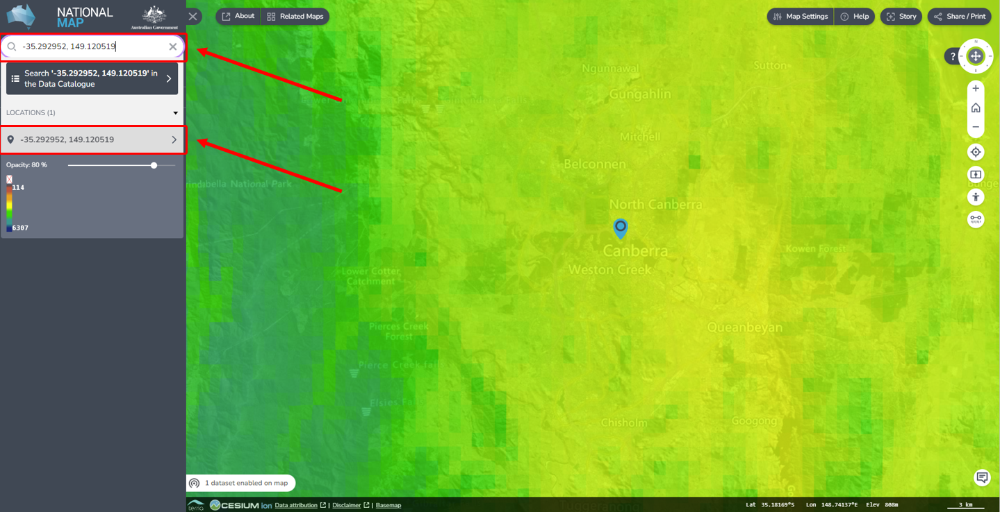 NATIONAL
MAP
Australian Government
About
Related Maps
Map Settings
Help
Story
Share / Print
-35.292952, 149.120519
Search '-35.292952, 149.120519' in
the Data Catalogue
LOCATIONS (1)
-35.292952, 149.120519
Opacity: 80 %
114
6307
?
N
Ngunnawal
Sutton
Gungahlin
Falls
Mitchell
Belconnen
National Park
North Canberra
Canberra
Weston Creek
Kowen Forest
Lower Cotter
Catchment
Pierces Creek
Forest
Queanbeyan
Pierce Creek fa
Elsies Fa
Chisholm
Googong
1 dataset enabled on map
terria
CESIUM ion
Data attribution
|
Disclaimer
|
Basemap
Lat 35.18169°S Lon 148.74137°E Elev 808m
3 km